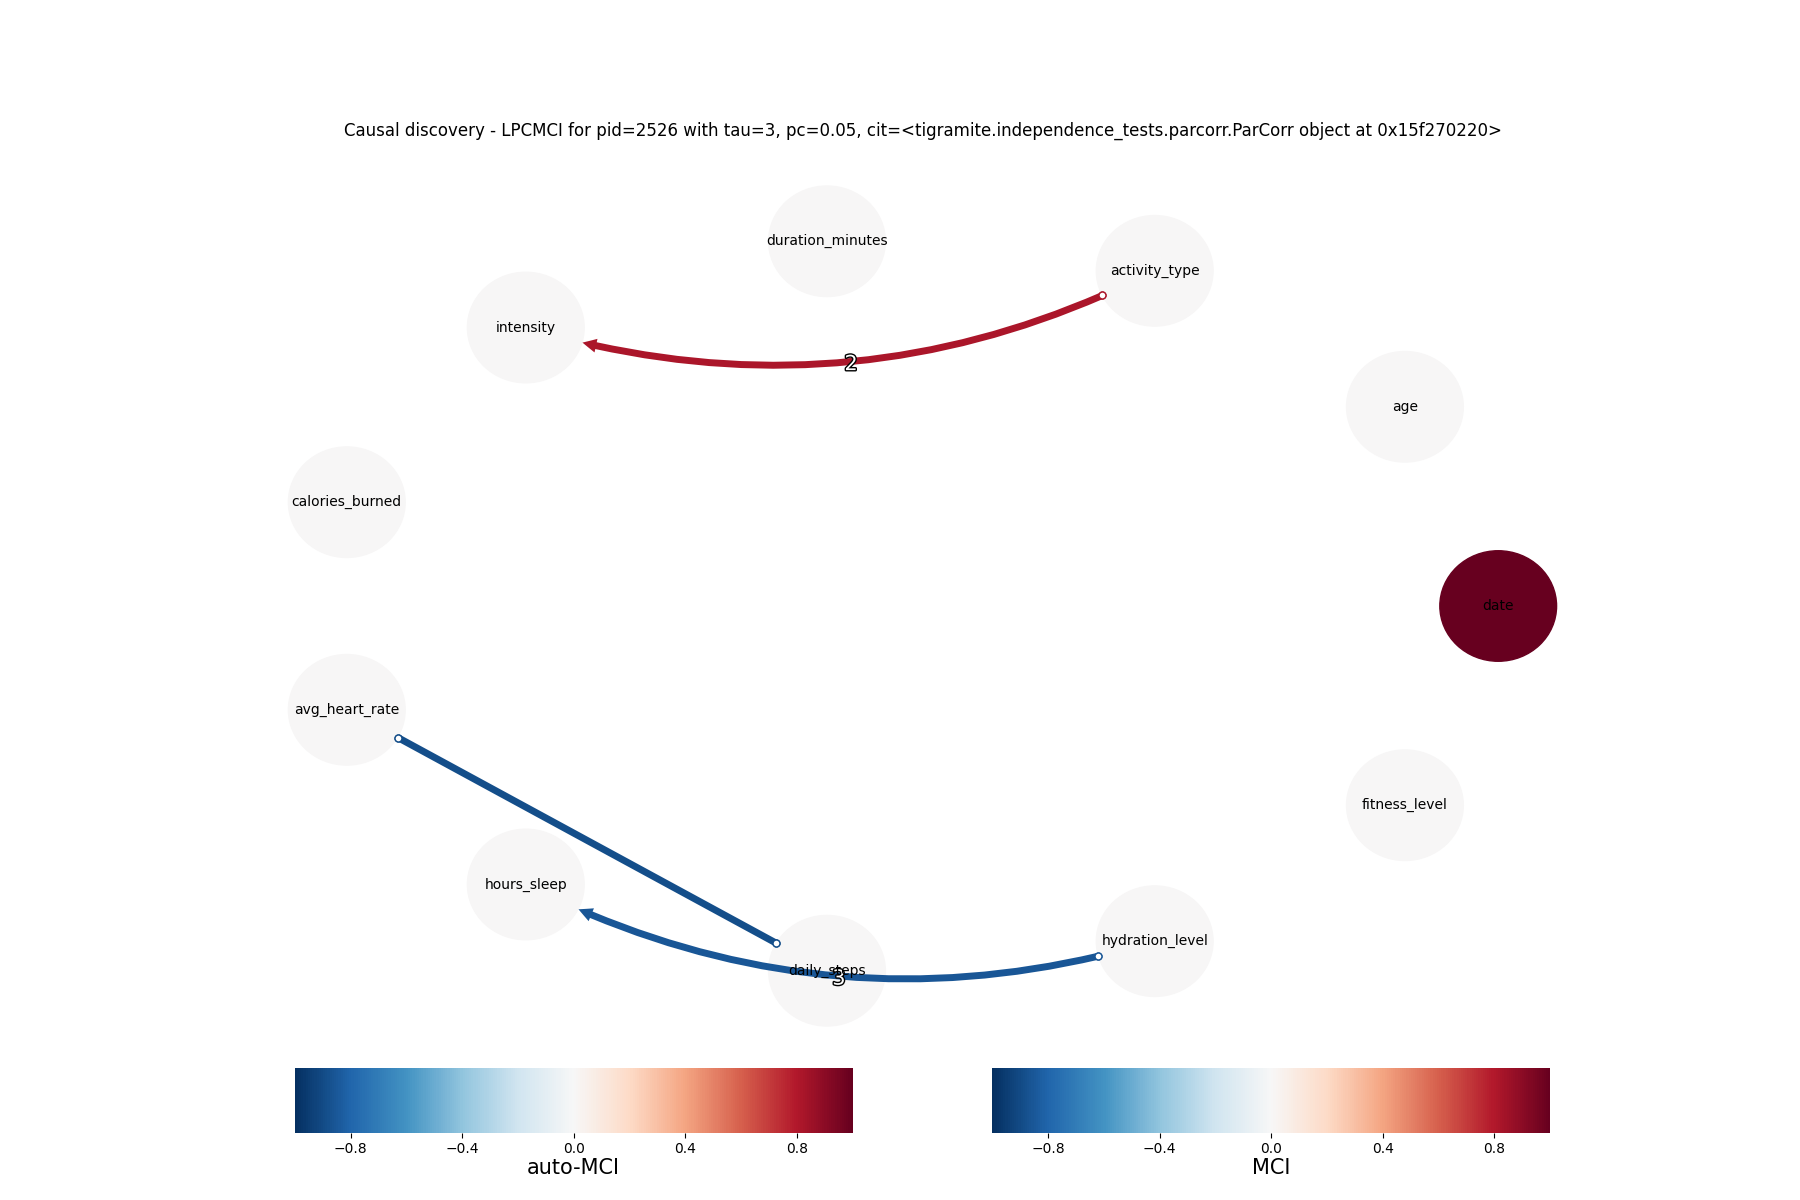 Causal discovery - LPCMCI for pid=2526 with tau=3, pc=0.05, cit=<tigramite.independence_tests.parcorr.ParCorr object at 0x15f270220>
duration_minutes
activity_type
intensity
2
age
calories_burned
date
avg_heart_rate
fitness_level
hours_sleep
hydration_level
daily_steps
3
−0.8 −0.4 0.0 0.4 0.8
auto-MCI
−0.8 −0.4 0.0 0.4 0.8
MCI